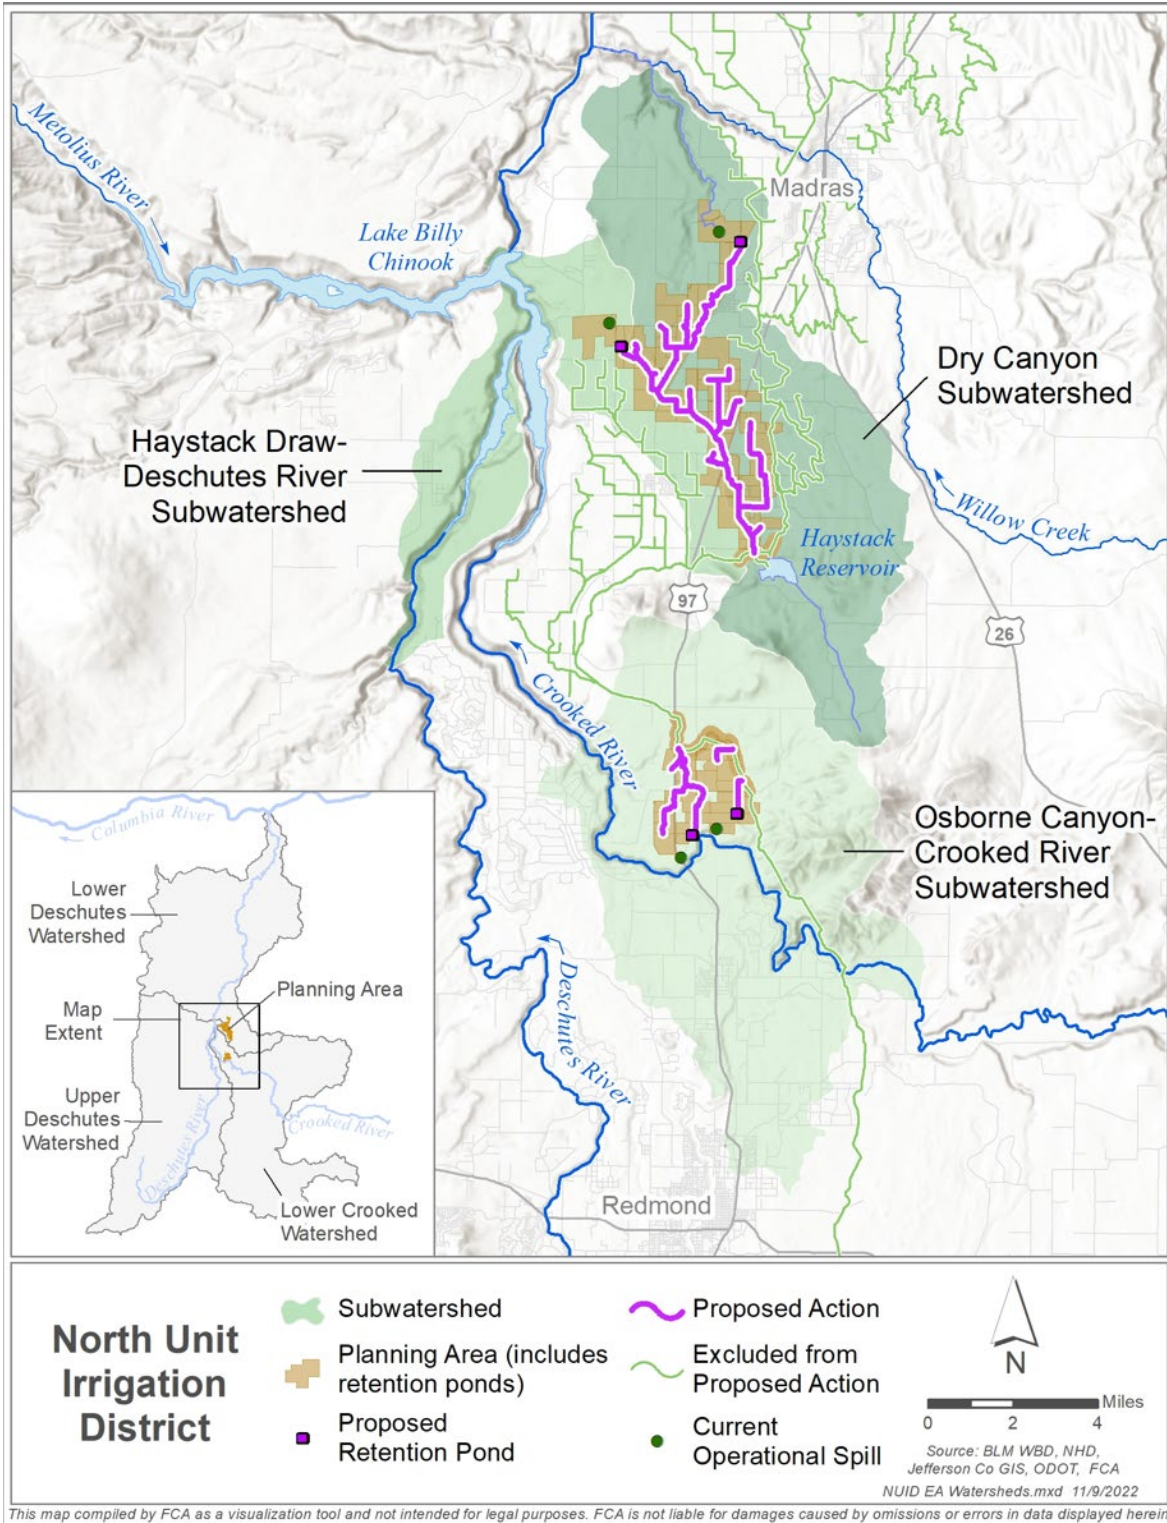 Metolius River
Lake Billy
Chinook
Madras
Dry Canyon
Subwatershed
Haystack Draw-
Deschutes River
Subwatershed
Willow Creek
Haystack
Reservoir
97
26
Crooked River
Osborne Canyon-
Crooked River
Subwatershed
Deschutes River
Redmond
Columbia River
Lower
Deschutes
Watershed
Planning Area
Map
Extent
Upper
Deschutes
Watershed
Deschutes River
Crooked River
Lower Crooked
Watershed
North Unit
Irrigation
District
Subwatershed
Planning Area (includes
retention ponds)
Proposed
Retention Pond
Proposed Action
Excluded from
Proposed Action
Current
Operational Spill
N
Miles
0 2 4
Source: BLM WBD, NHD,
Jefferson Co GIS, ODOT, FCA
NUID EA Watersheds.mxd 11/9/2022
This map compiled by FCA as a visualization tool and not intended for legal purposes. FCA is not liable for damages caused by omissions or errors in data displayed herein